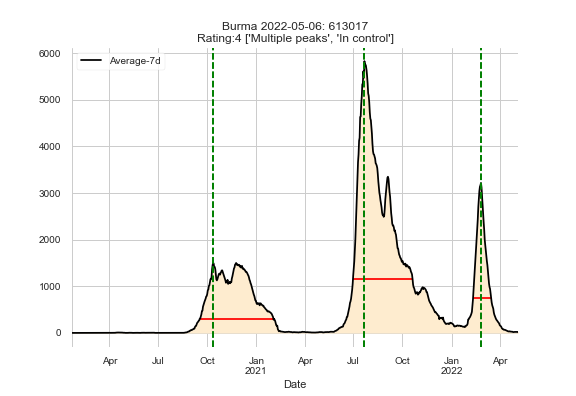 Burma 2022-05-06: 613017
Rating:4 ['Multiple peaks', 'In control']
Average-7d
6000
5000
4000
3000
2000
1000
0
Apr Jul Oct Jan Apr Jul Oct Jan Apr
2021 2022
Date